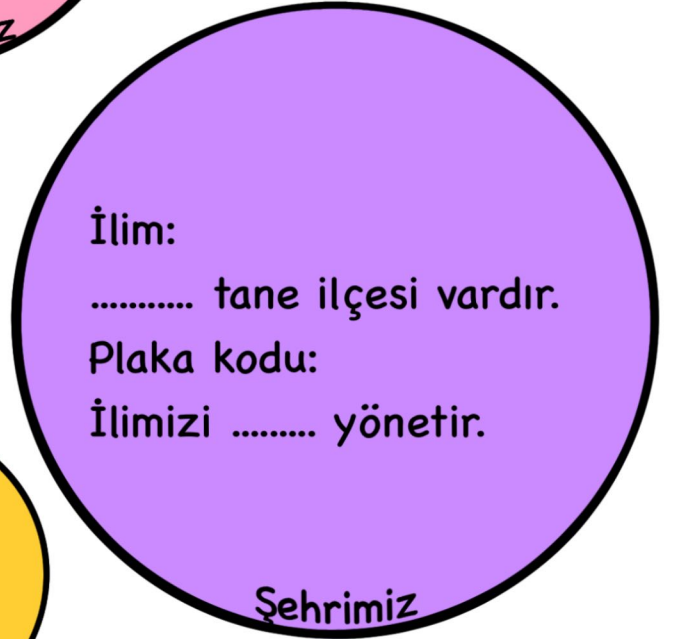 İlim:
........... tane ilçesi vardır.
Plaka kodu:
İlimizi ......... yönetir.
Şehrimiz